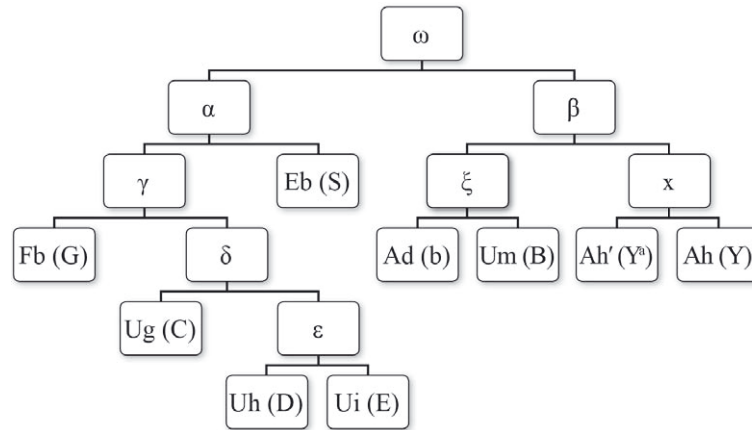 ω
α β
γ Eb (S) ξ x
Fb (G) δ Ad (b) Um (B) Ah′ (Yᵃ) Ah (Y)
Ug (C) ε
Uh (D) Ui (E)